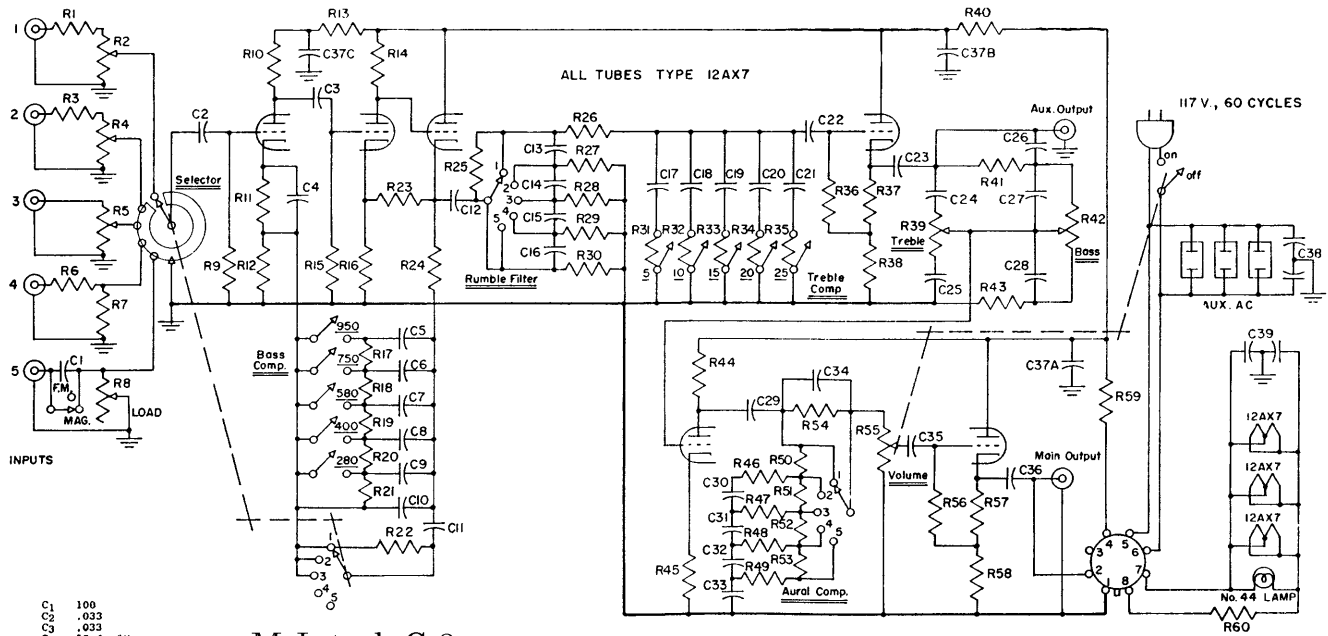 1
R1
R2
2
R3
R4
3
R5
4
R6
R7
5
C1
F.M.
MAG.
R8
LOAD
INPUTS
Selector
C2
R9
R10
R11
R12
C4
R13
C37C
C3
R14
R15
R16
R23
R24
C12
R25
1
2
3
4
5
Rumble Filter
C13
C14
C15
C16
R26
R27
R28
R29
R30
ALL TUBES TYPE 12AX7
C17
C18
C19
C20
C21
R31
R32
R33
R34
R35
5
10
15
20
25
Treble
Comp
C22
R36
R37
R38
C23
R40
C37B
Aux. Output
C26
R41
C24
C27
R39
Treble
R42
Bass
C25
C28
R43
117 V., 60 CYCLES
on
off
C38
AUX. AC
Bass
Comp.
950
750
580
400
280
R17
R18
R19
R20
R21
C5
C6
C7
C8
C9
C10
C11
R22
1
2
3
4
5
R44
R45
C29
C34
R54
R50
R51
R52
R53
R46
R47
R48
R49
C30
C31
C32
C33
1
2
3
4
5
Aural Comp.
R55
Volume
C35
R56
R57
R58
C36
Main Output
C37A
R59
4
5
3
6
2
7
1
8
C39
12AX7
12AX7
12AX7
No. 44 LAMP
R60
C1 100
C2 .033
C3 .033